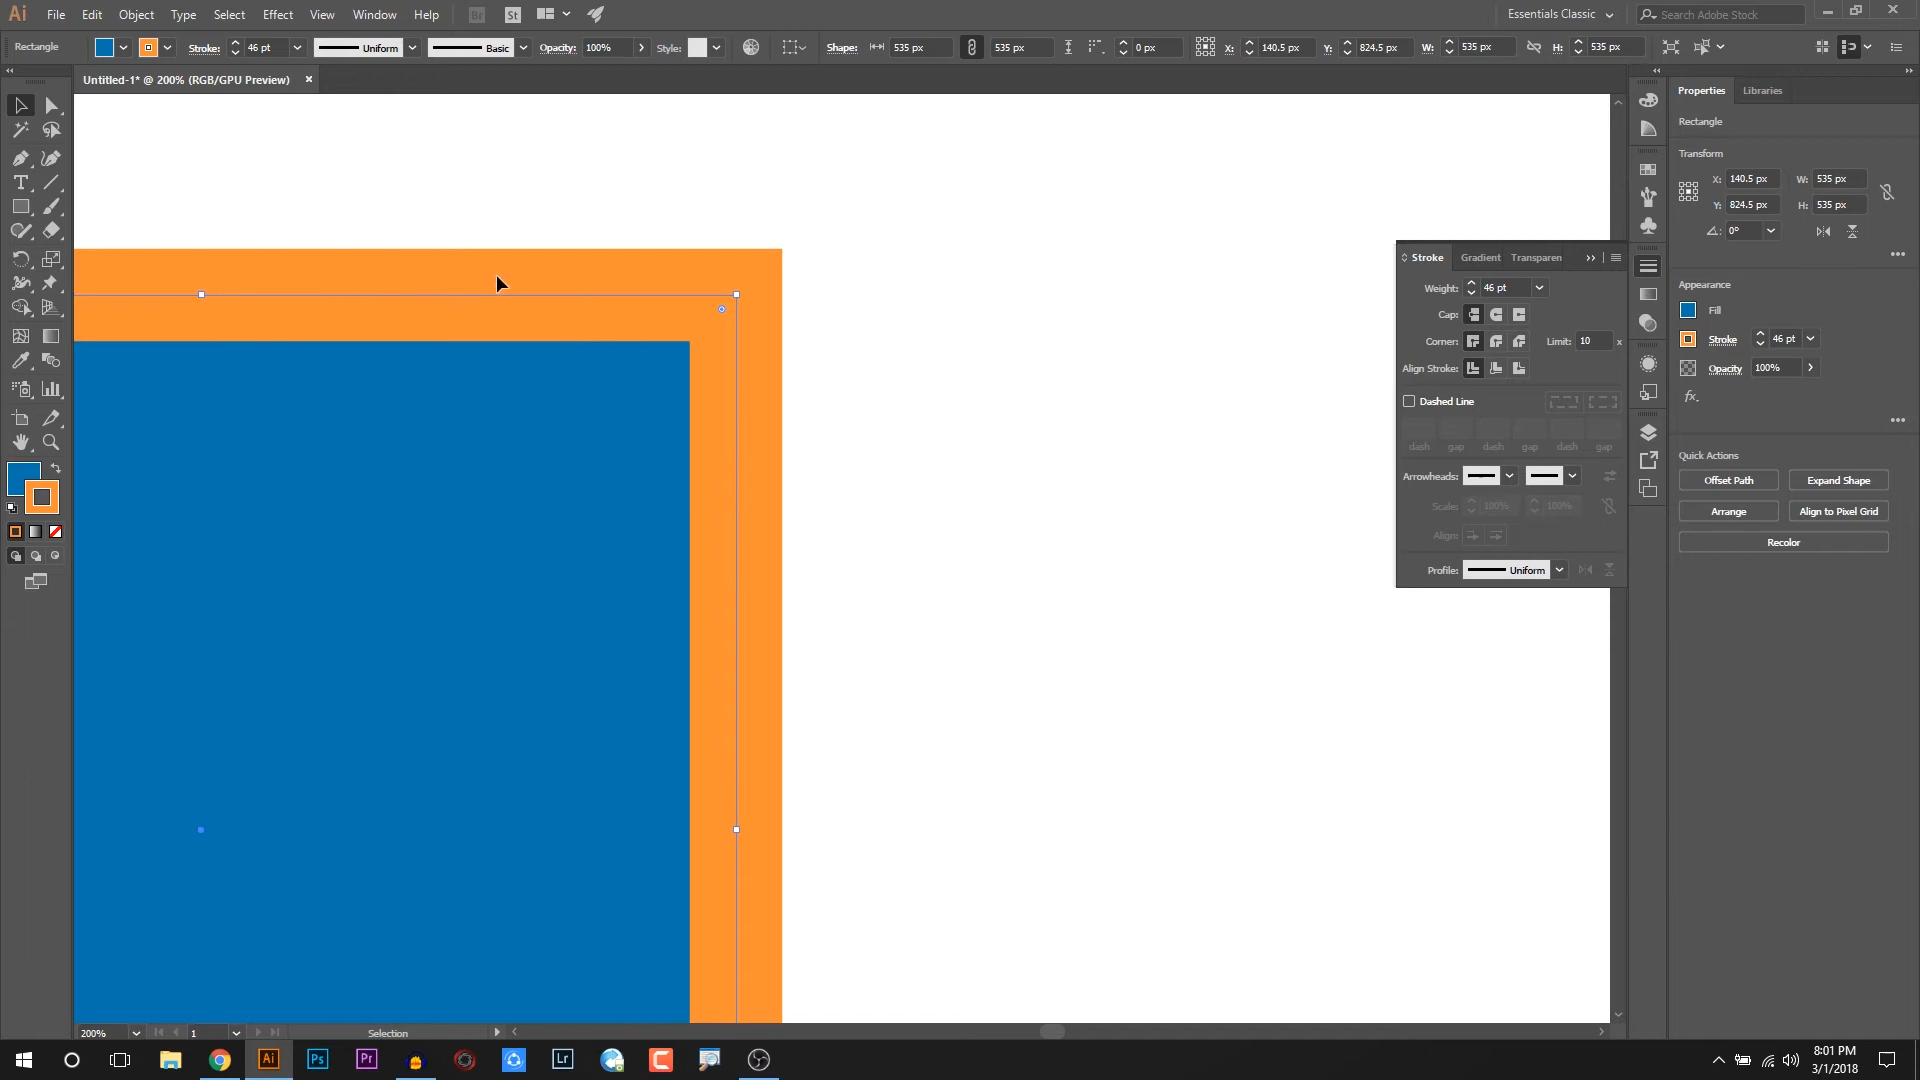 Ai File Edit Object Type Select Effect View Window Help Br St Essentials Classic Search Adobe Stock
Rectangle Stroke: 46 pt Uniform Basic Opacity: 100% Style: Shape: 535 px 535 px 0 px X: 140.5 px Y: 824.5 px W: 535 px H: 535 px
Untitled-1* @ 200% (RGB/GPU Preview) ×
Properties Libraries
Rectangle
Transform
X: 140.5 px W: 535 px
Y: 824.5 px H: 535 px
0°
Appearance
Fill
Stroke 46 pt
Opacity 100%
fx.
Quick Actions
Offset Path Expand Shape
Arrange Align to Pixel Grid
Recolor
Stroke Gradient Transparen
Weight: 46 pt
Cap:
Corner: Limit: 10 x
Align Stroke:
Dashed Line
dash gap dash gap dash gap
Arrowheads:
Scale: 100% 100%
Align:
Profile: Uniform
200% 1 Selection
Ai Ps Pr Lr
8:01 PM
3/1/2018